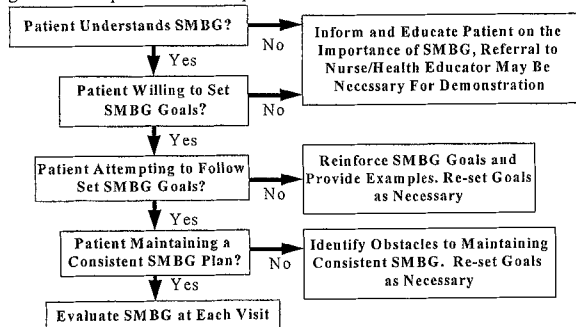 Patient Understands SMBG?
No
Yes
Inform and Educate Patient on the
Importance of SMBG, Referral to
Nurse/Health Educator May Be
Necessary For Demonstration
Patient Willing to Set
SMBG Goals?
No
Yes
Patient Attempting to Follow
Set SMBG Goals?
No
Yes
Reinforce SMBG Goals and
Provide Examples. Re-set Goals
as Necessary
Patient Maintaining a
Consistent SMBG Plan?
No
Yes
Identify Obstacles to Maintaining
Consistent SMBG. Re-set Goals
as Necessary
Evaluate SMBG at Each Visit